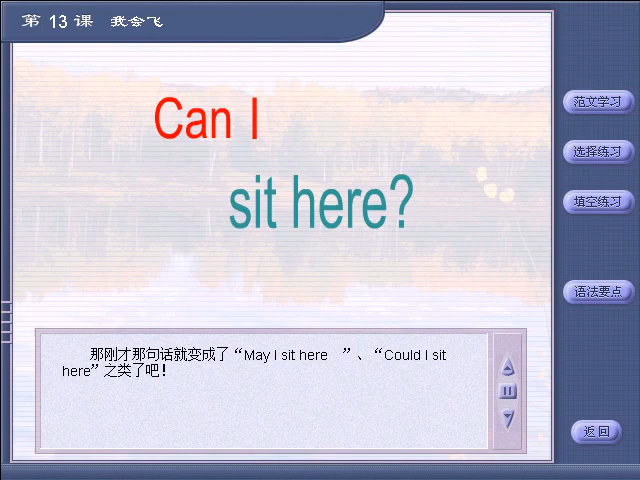 第 13 课 我会飞
Can I
sit here?
范文学习
选择练习
填空练习
语法要点
那刚才那句话就变成了“May I sit here ”、“Could I sit
here”之类了吧！
返回